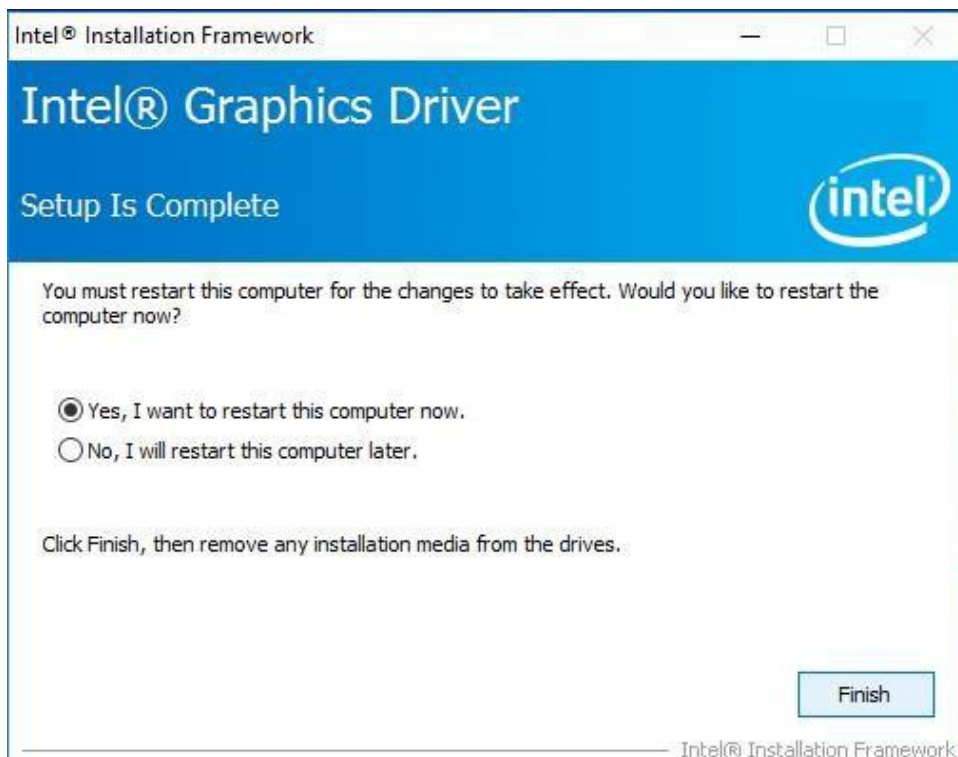 Intel® Installation Framework
Intel® Graphics Driver
Setup Is Complete
intel
You must restart this computer for the changes to take effect. Would you like to restart the
computer now?
Yes, I want to restart this computer now.
No, I will restart this computer later.
Click Finish, then remove any installation media from the drives.
Finish
Intel® Installation Framework